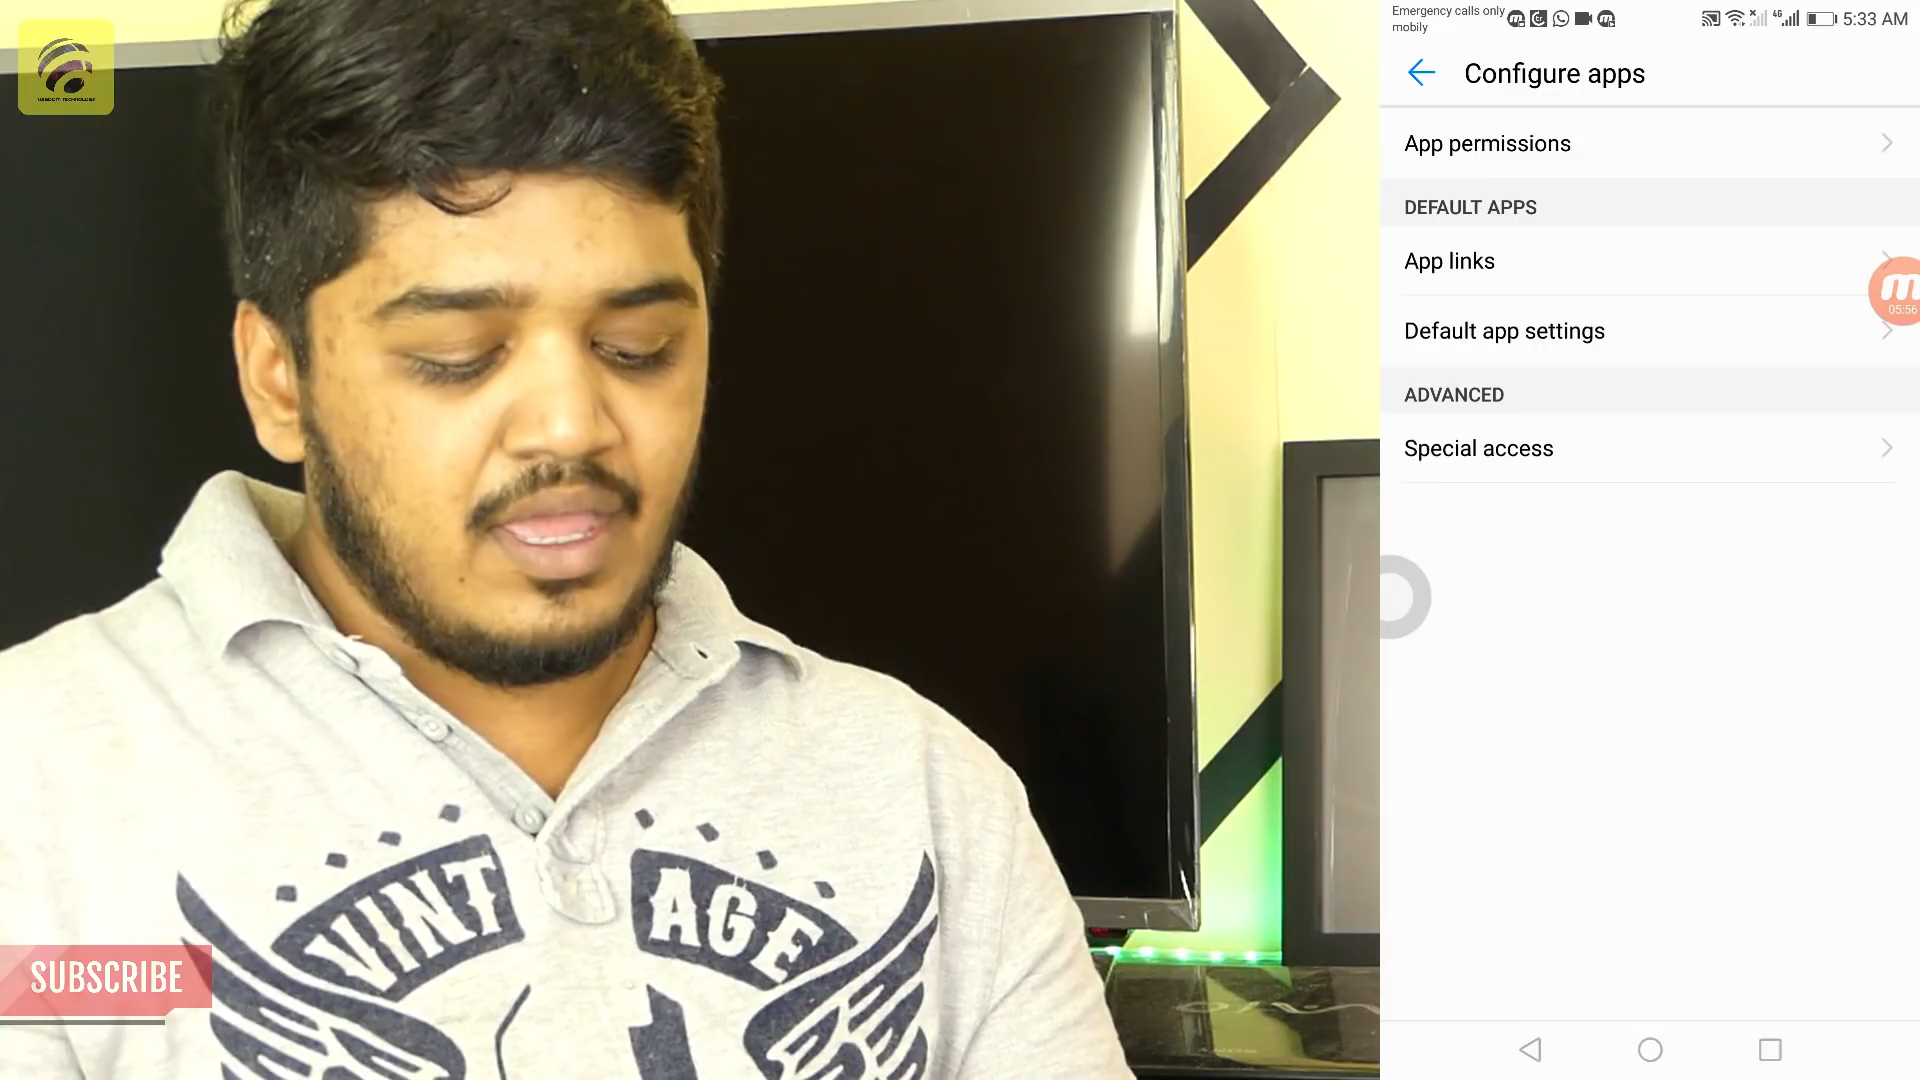 Emergency calls only
mobily
5:33 AM
Configure apps
App permissions
DEFAULT APPS
App links
05:56
Default app settings
ADVANCED
Special access
VINT AGE
SUBSCRIBE